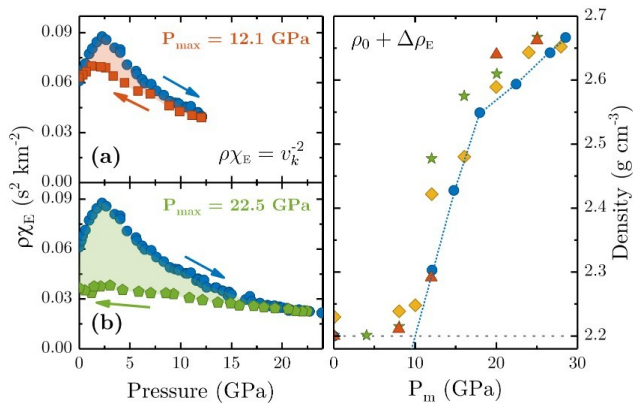 0.09
0.06
0.03
0.00
P_max = 12.1 GPa
(a)
ρχ_E = v_k^-2
0.09
0.06
0.03
0.00
P_max = 22.5 GPa
(b)
ρχ_E (s² km⁻²)
0 5 10 15 20
Pressure (GPa)
ρ₀ + Δρ_E
0 10 20 30
P_m (GPa)
2.7
2.6
2.5
2.4
2.3
2.2
Density (g cm⁻³)